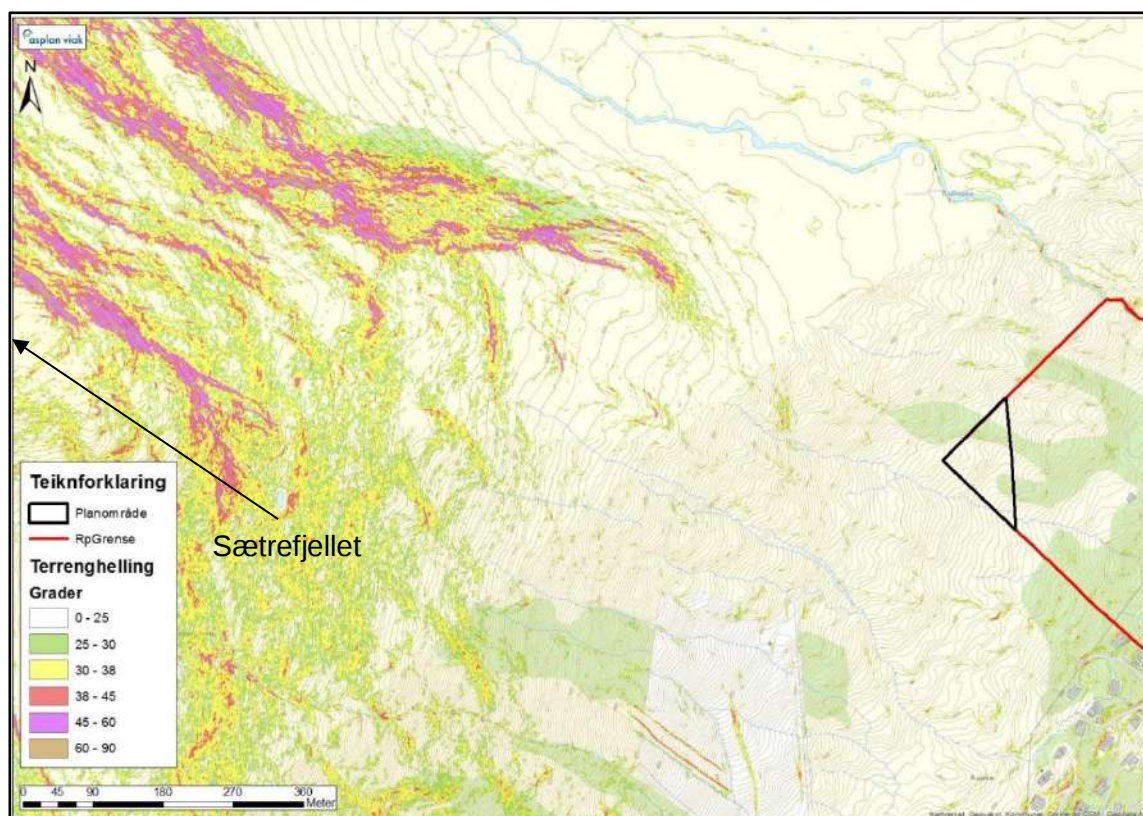 asplan viak
N
Sætrefjellet
Teiknforklaring
Planområde
RpGrense
Terrenghelling
Grader
0 - 25
25 - 30
30 - 38
38 - 45
45 - 60
60 - 90
0 45 90 180 270 360
Meter